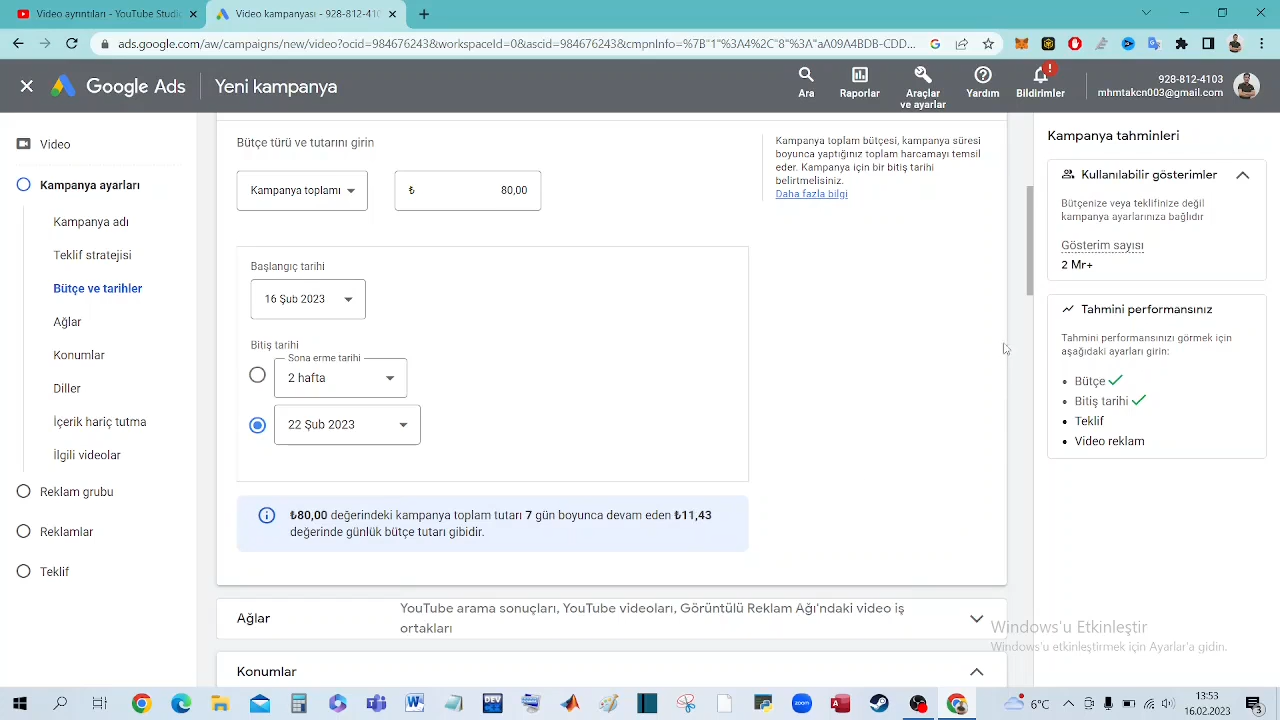 Video ayrıntıları - YouTube Studio
Video kampanyası - 928-812-410
ads.google.com/aw/campaigns/new/video?ocid=984676243&workspaceId=0&ascid=984676243&cmpnInfo=%7B"1"%3A4%2C"8"%3A"aA09A4BDB-CDD...
Google Ads
Yeni kampanya
Ara
Raporlar
Araçlar
ve ayarlar
Yardım
!
Bildirimler
928-812-4103
mhmtakcn003@gmail.com
Video
Kampanya ayarları
Kampanya adı
Teklif stratejisi
Bütçe ve tarihler
Ağlar
Konumlar
Diller
İçerik hariç tutma
İlgili videolar
Reklam grubu
Reklamlar
Teklif
Bütçe türü ve tutarını girin
Kampanya toplamı
₺ 80,00
Kampanya toplam bütçesi, kampanya süresi
boyunca yaptığınız toplam harcamayı temsil
eder. Kampanya için bir bitiş tarihi
belirtmelisiniz.
Daha fazla bilgi
Başlangıç tarihi
16 Şub 2023
Bitiş tarihi
Sona erme tarihi
2 hafta
22 Şub 2023
₺80,00 değerindeki kampanya toplam tutarı 7 gün boyunca devam eden ₺11,43
değerinde günlük bütçe tutarı gibidir.
Ağlar
YouTube arama sonuçları, YouTube videoları, Görüntülü Reklam Ağı'ndaki video iş
ortakları
Konumlar
Kampanya tahminleri
Kullanılabilir gösterimler
Bütçenize veya teklifinize değil
kampanya ayarlarınıza bağlıdır
Gösterim sayısı
2 Mr+
Tahmini performansınız
Tahmini performansınızı görmek için
aşağıdaki ayarları girin:
Bütçe
Bitiş tarihi
Teklif
Video reklam
Windows'u Etkinleştir
Windows'u etkinleştirmek için Ayarlar'a gidin.
DEV
zoom
6°C
13:53
16.02.2023
3